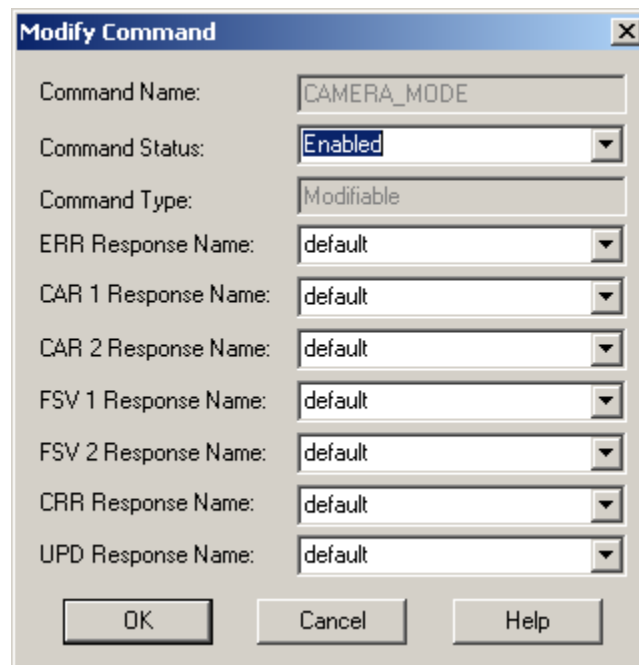 Modify Command
Command Name: CAMERA_MODE
Command Status: Enabled
Command Type: Modifiable
ERR Response Name: default
CAR 1 Response Name: default
CAR 2 Response Name: default
FSV 1 Response Name: default
FSV 2 Response Name: default
CRR Response Name: default
UPD Response Name: default
OK Cancel Help